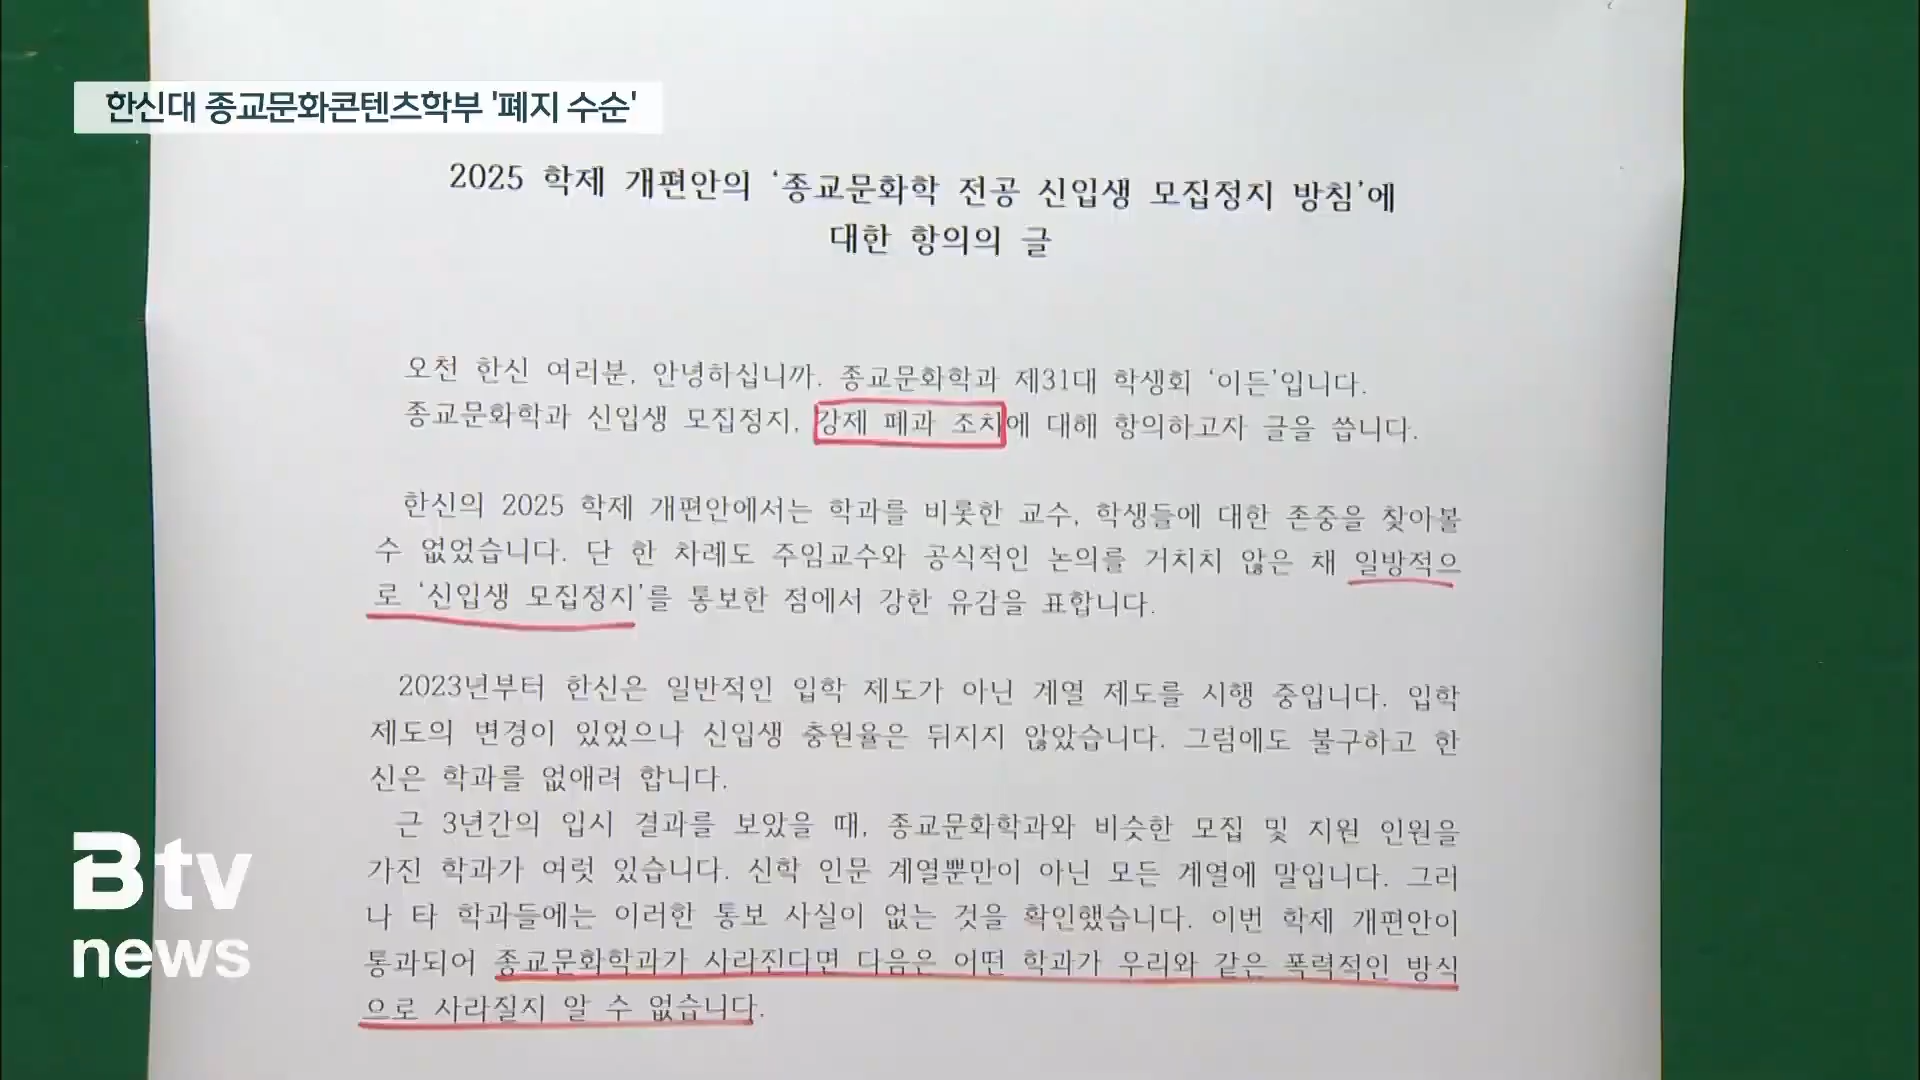 한신대 종교문화콘텐츠학부 '폐지 수순'
2025 학제 개편안의 ‘종교문화학 전공 신입생 모집정지 방침’에
대한 항의의 글
오천 한신 여러분, 안녕하십니까. 종교문화학과 제31대 학생회 ‘이든’입니다.
종교문화학과 신입생 모집정지, 강제 폐과 조치에 대해 항의하고자 글을 씁니다.
한신의 2025 학제 개편안에서는 학과를 비롯한 교수, 학생들에 대한 존중을 찾아볼
수 없었습니다. 단 한 차례도 주임교수와 공식적인 논의를 거치치 않은 채 일방적으
로 ‘신입생 모집정지’를 통보한 점에서 강한 유감을 표합니다.
2023년부터 한신은 일반적인 입학 제도가 아닌 계열 제도를 시행 중입니다. 입학
제도의 변경이 있었으나 신입생 충원율은 뒤지지 않았습니다. 그럼에도 불구하고 한
신은 학과를 없애려 합니다.
근 3년간의 입시 결과를 보았을 때, 종교문화학과와 비슷한 모집 및 지원 인원을
가진 학과가 여럿 있습니다. 신학 인문 계열뿐만이 아닌 모든 계열에 말입니다. 그러
나 타 학과들에는 이러한 통보 사실이 없는 것을 확인했습니다. 이번 학제 개편안이
통과되어 종교문화학과가 사라진다면 다음은 어떤 학과가 우리와 같은 폭력적인 방식
으로 사라질지 알 수 없습니다.
B tv
news